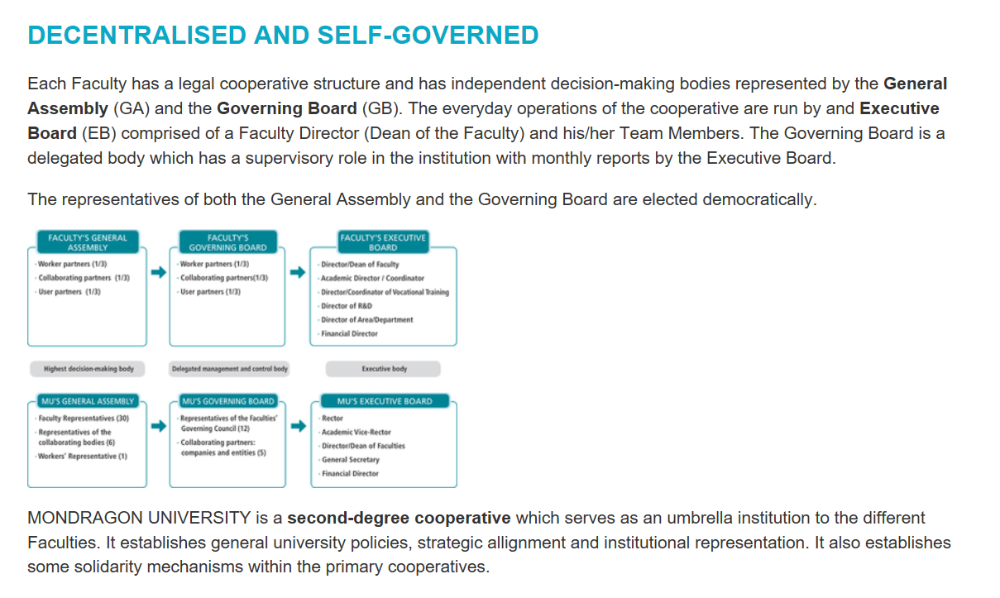 DECENTRALISED AND SELF-GOVERNED
Each Faculty has a legal cooperative structure and has independent decision-making bodies represented by the General
Assembly (GA) and the Governing Board (GB). The everyday operations of the cooperative are run by and Executive
Board (EB) comprised of a Faculty Director (Dean of the Faculty) and his/her Team Members. The Governing Board is a
delegated body which has a supervisory role in the institution with monthly reports by the Executive Board.
The representatives of both the General Assembly and the Governing Board are elected democratically.
FACULTY'S GENERAL
ASSEMBLY
· Worker partners (1/3)
· Collaborating partners (1/3)
· User partners (1/3)
FACULTY'S
GOVERNING BOARD
· Worker partners (1/3)
· Collaborating partners(1/3)
· User partners (1/3)
FACULTY'S EXECUTIVE
BOARD
· Director/Dean of Faculty
· Academic Director / Coordinator
· Director/Coordinator of Vocational Training
· Director of R&D
· Director of Area/Department
· Financial Director
Highest decision-making body
Delegated management and control body
Executive body
MU'S GENERAL ASSEMBLY
· Faculty Representatives (30)
· Representatives of the
collaborating bodies (6)
· Workers' Representative (1)
MU'S GOVERNING BOARD
· Representatives of the Faculties'
Governing Council (12)
· Collaborating partners:
companies and entities (5)
MU'S EXECUTIVE BOARD
· Rector
· Academic Vice-Rector
· Director/Dean of Faculties
· General Secretary
· Financial Director
MONDRAGON UNIVERSITY is a second-degree cooperative which serves as an umbrella institution to the different
Faculties. It establishes general university policies, strategic allignment and institutional representation. It also establishes
some solidarity mechanisms within the primary cooperatives.